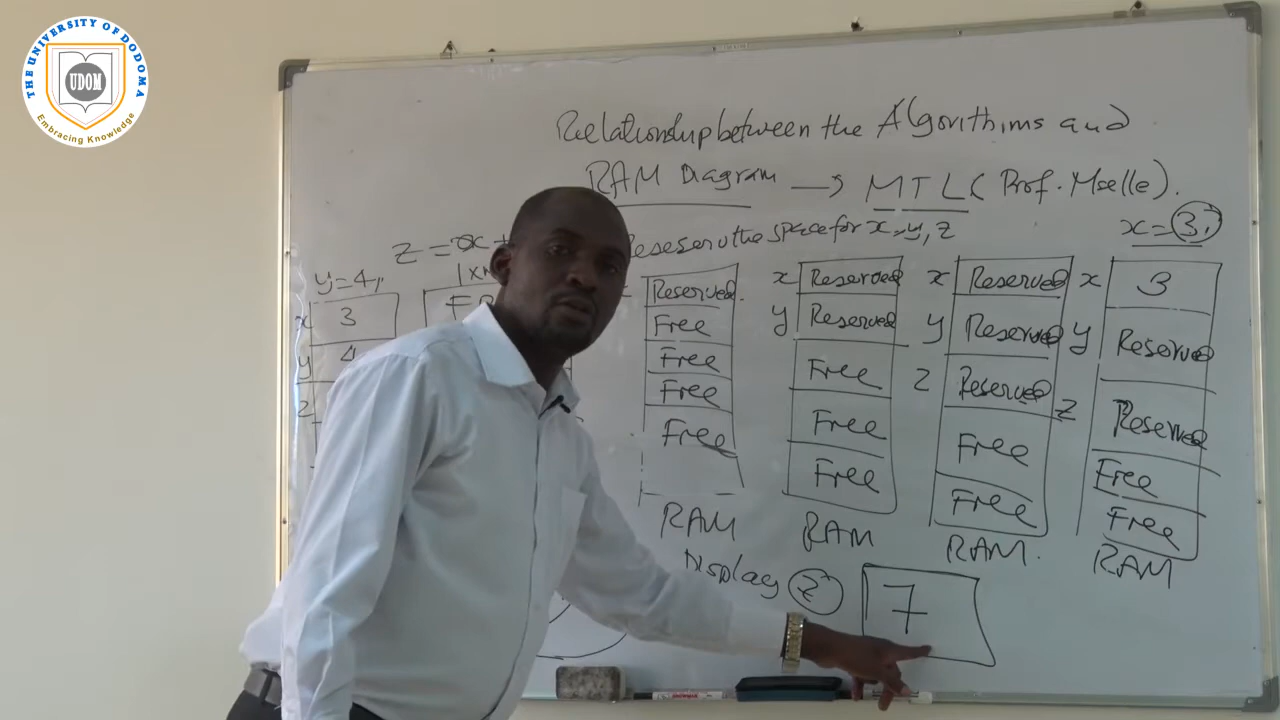 THE UNIVERSITY OF DODOMA
UDOM
Embracing Knowledge
Relationship between the Algorithims and
RAM Diagram → MTL (Prof. Mselle).
the space for x, y, z
x = 3,
z = x +
y = 4,
x 3
y 4
z
Reserved.
Free
Free
Free
Free
RAM
x Reserved
y Reserved
Free
Free
Free
RAM
x Reserved
y Reserved
z Reserved
Free
Free
RAM.
x 3
y Reserved
z Reserved
Free
Free
RAM
Display z
7